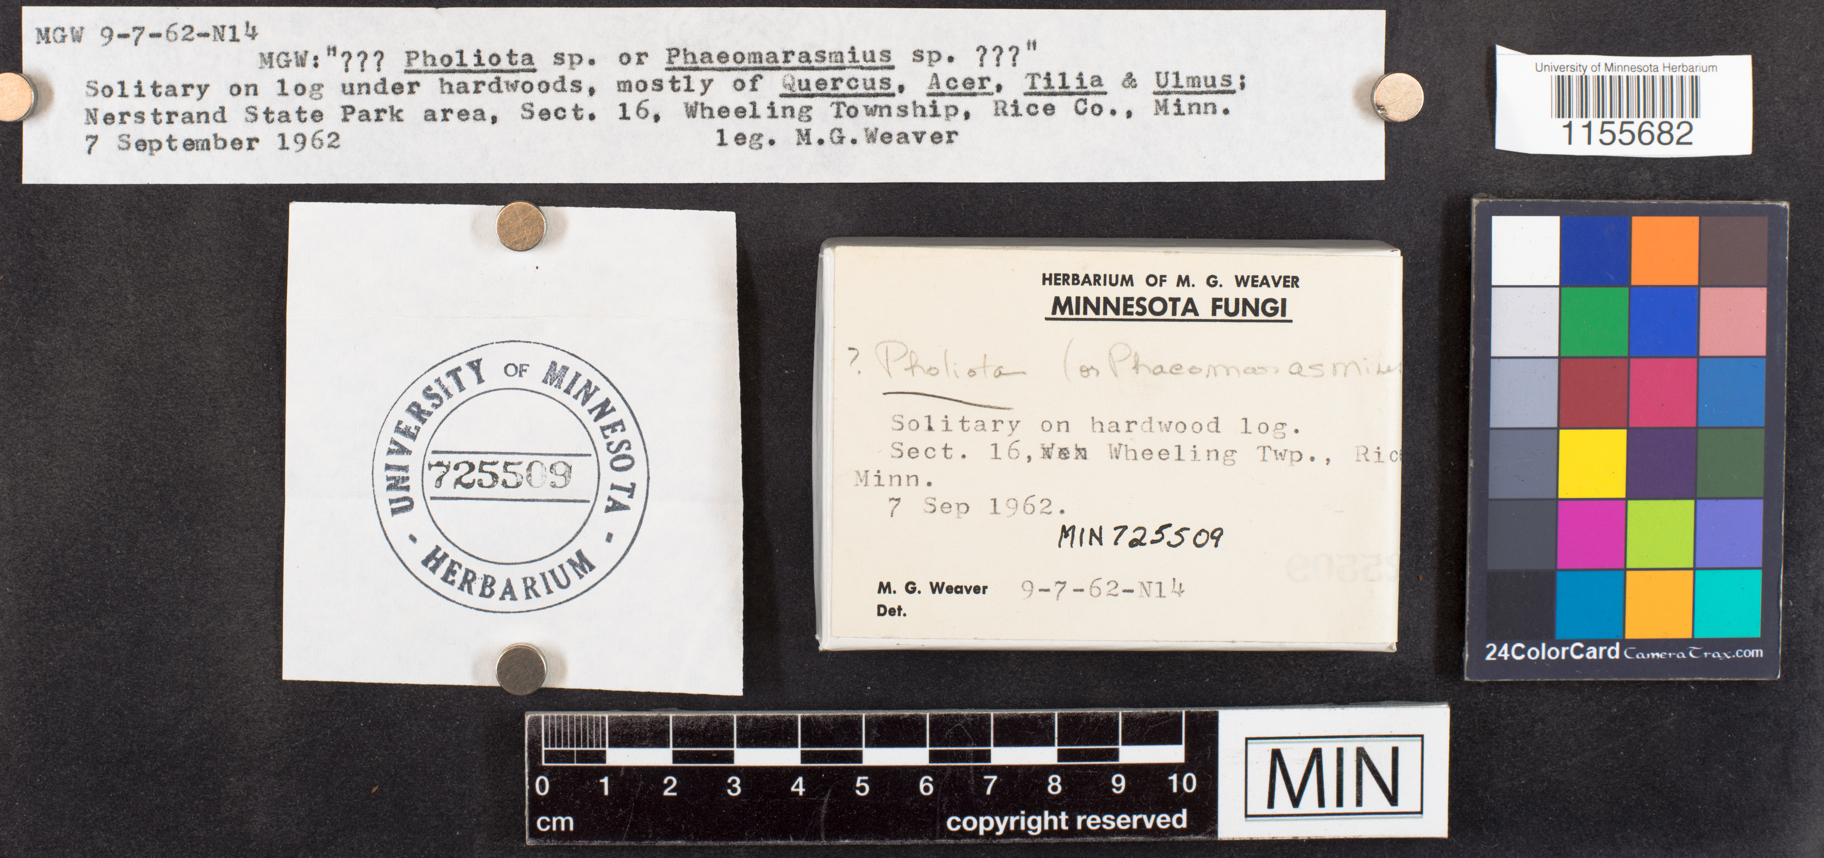 MGW 9-7-62-N14
MGW:"??? Pholiota sp. or Phaeomarasmius sp. ???"
Solitary on log under hardwoods, mostly of Quercus, Acer, Tilia & Ulmus;
Nerstrand State Park area, Sect. 16, Wheeling Township, Rice Co., Minn.
7 September 1962 leg. M.G.Weaver
University of Minnesota Herbarium
1155682
UNIVERSITY OF MINNESOTA
725509
- HERBARIUM -
HERBARIUM OF M. G. WEAVER
MINNESOTA FUNGI
? Pholiota (or Phaeomarasmius
Solitary on hardwood log.
Sect. 16, Wheeling Twp., Ric
Minn.
7 Sep 1962.
MIN 725509
M. G. Weaver 9-7-62-N14
Det.
24ColorCard CameraTrax.com
0 1 2 3 4 5 6 7 8 9 10
cm copyright reserved
MIN